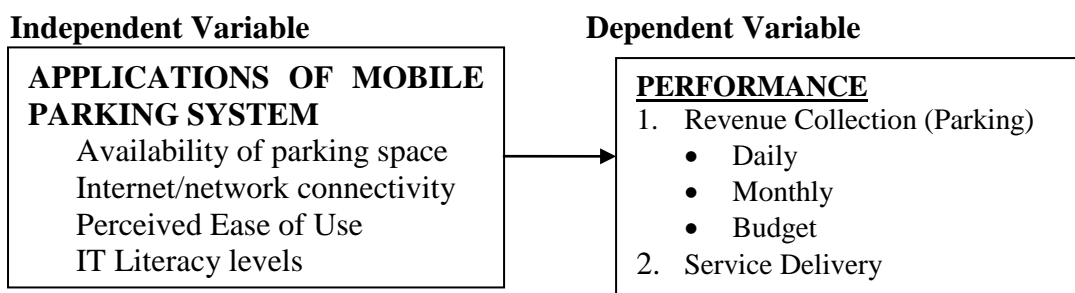 Independent Variable
APPLICATIONS OF MOBILE
PARKING SYSTEM
Availability of parking space
Internet/network connectivity
Perceived Ease of Use
IT Literacy levels
Dependent Variable
PERFORMANCE
1. Revenue Collection (Parking)
• Daily
• Monthly
• Budget
2. Service Delivery